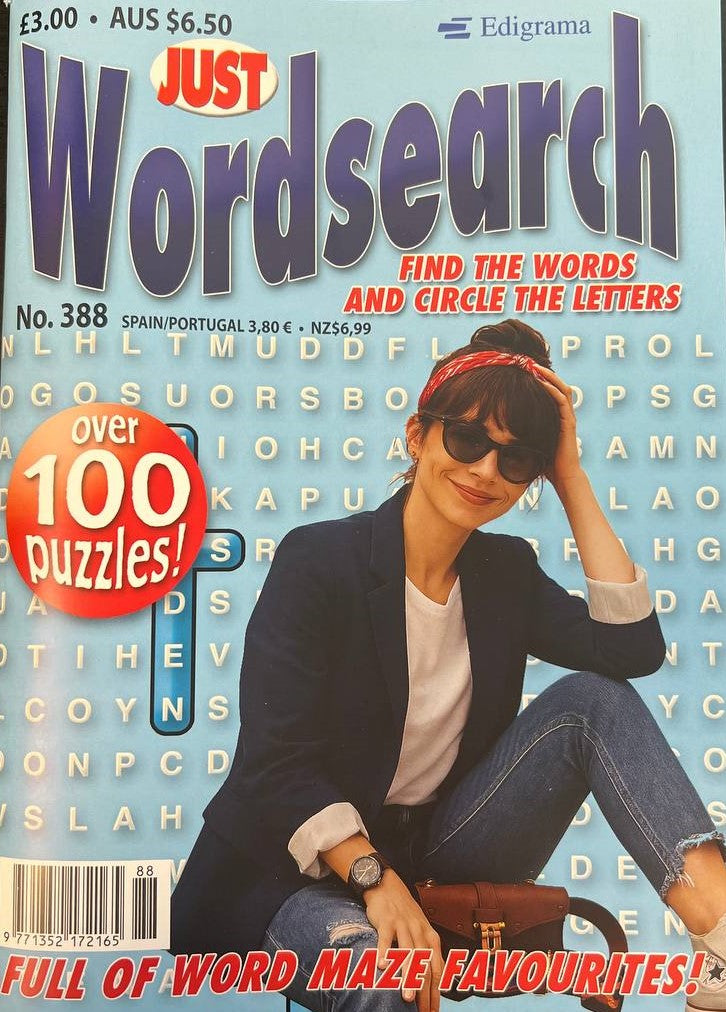 £3.00 • AUS $6.50
Edigrama
JUST
Wordsearch
FIND THE WORDS
AND CIRCLE THE LETTERS
No. 388 SPAIN/PORTUGAL 3,80 € • NZ$6,99
N L H L T M U D D F L P R O L
O G O S U O R S B O P S G
I O H C A A M N
over
100
puzzles!
K A P U N L A O
S R R A H G
A D S D A
T I H E V N T
C O Y N S Y C
O N P C D O
S L A H D S
D E
G E N
88
9 771352 172165
FULL OF WORD MAZE FAVOURITES!